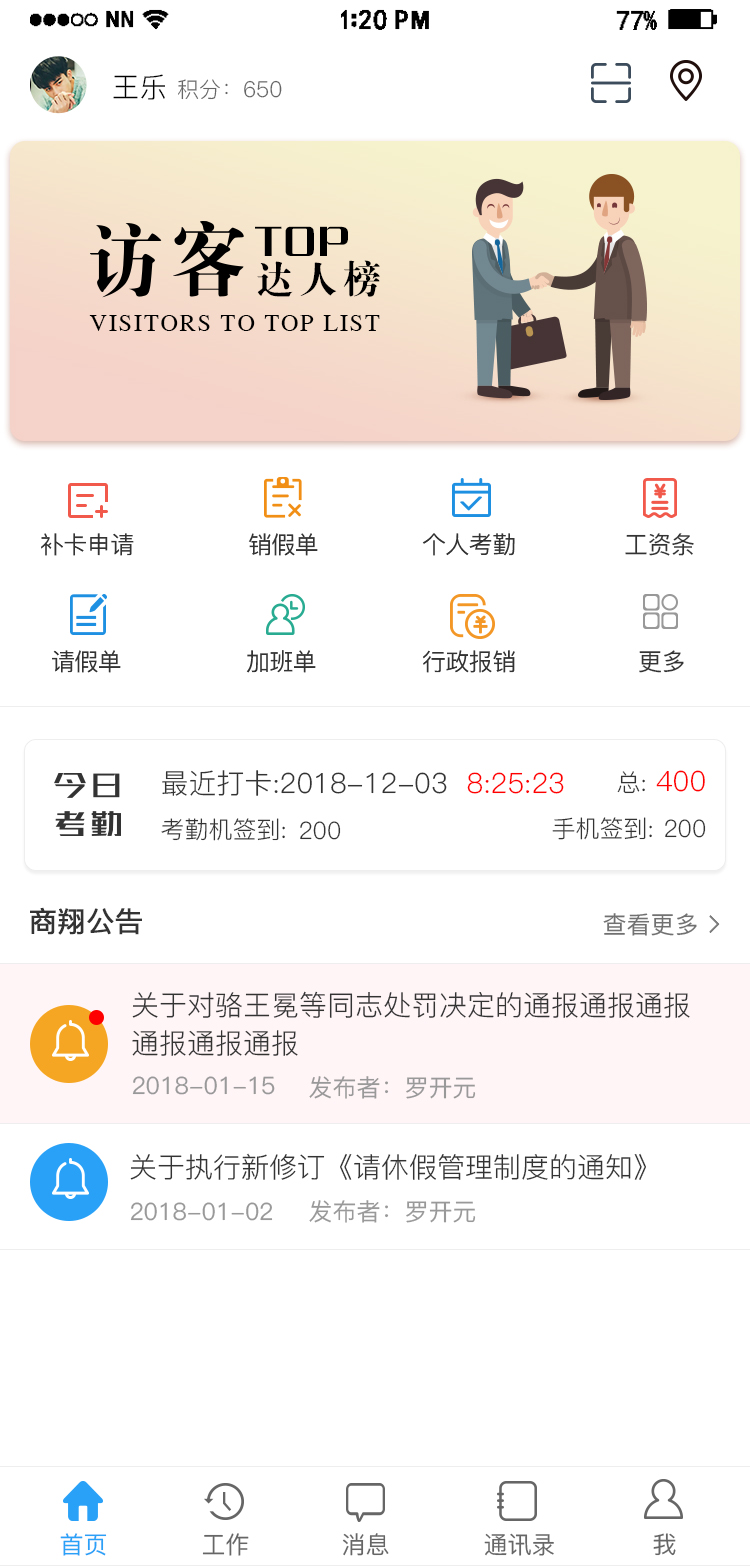 NN 1:20 PM 77%
王乐 积分：650
访客TOP达人榜
VISITORS TO TOP LIST
补卡申请 销假单 个人考勤 工资条
请假单 加班单 行政报销 更多
今日考勤
最近打卡:2018-12-03 8:25:23 总: 400
考勤机签到: 200 手机签到: 200
商翔公告 查看更多
关于对骆王冕等同志处罚决定的通报通报通报
通报通报通报
2018-01-15 发布者：罗开元
关于执行新修订《请休假管理制度的通知》
2018-01-02 发布者：罗开元
首页 工作 消息 通讯录 我